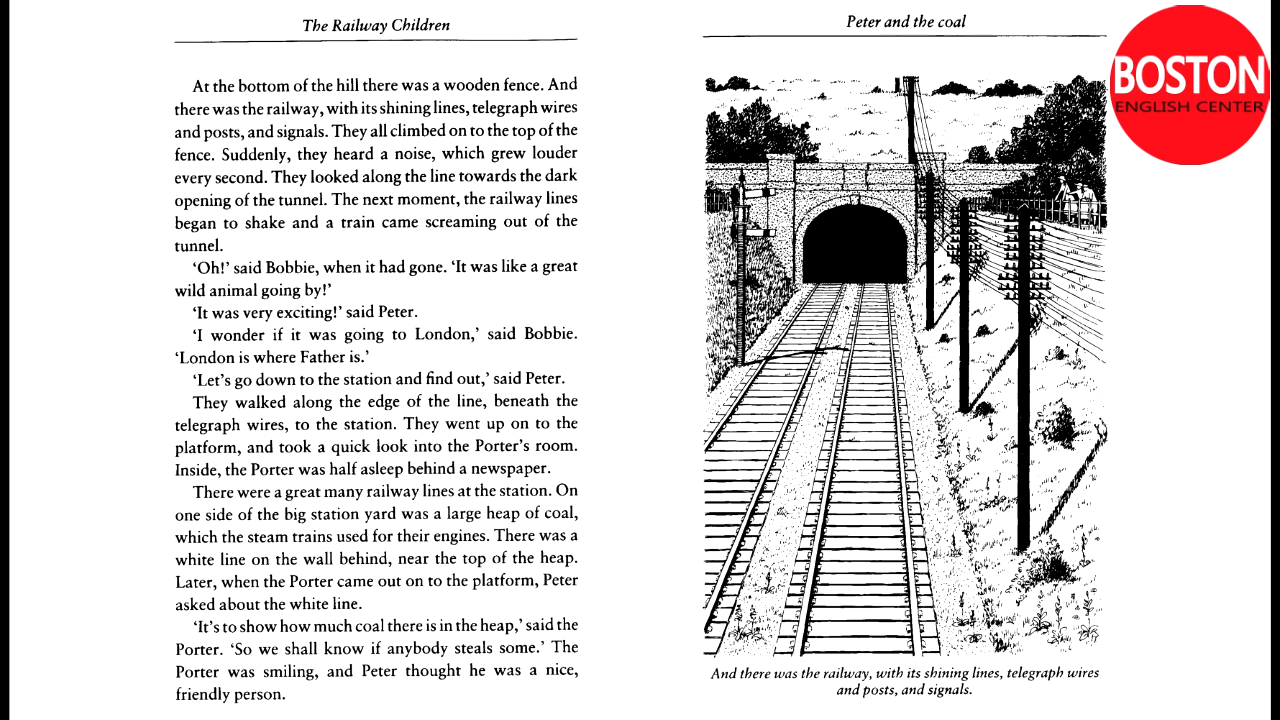 The Railway Children
At the bottom of the hill there was a wooden fence. And
there was the railway, with its shining lines, telegraph wires
and posts, and signals. They all climbed on to the top of the
fence. Suddenly, they heard a noise, which grew louder
every second. They looked along the line towards the dark
opening of the tunnel. The next moment, the railway lines
began to shake and a train came screaming out of the
tunnel.
‘Oh!’ said Bobbie, when it had gone. ‘It was like a great
wild animal going by!’
‘It was very exciting!’ said Peter.
‘I wonder if it was going to London,’ said Bobbie.
‘London is where Father is.’
‘Let’s go down to the station and find out,’ said Peter.
They walked along the edge of the line, beneath the
telegraph wires, to the station. They went up on to the
platform, and took a quick look into the Porter’s room.
Inside, the Porter was half asleep behind a newspaper.
There were a great many railway lines at the station. On
one side of the big station yard was a large heap of coal,
which the steam trains used for their engines. There was a
white line on the wall behind, near the top of the heap.
Later, when the Porter came out on to the platform, Peter
asked about the white line.
‘It’s to show how much coal there is in the heap,’ said the
Porter. ‘So we shall know if anybody steals some.’ The
Porter was smiling, and Peter thought he was a nice,
friendly person.
Peter and the coal
And there was the railway, with its shining lines, telegraph wires
and posts, and signals.
BOSTON
ENGLISH CENTER